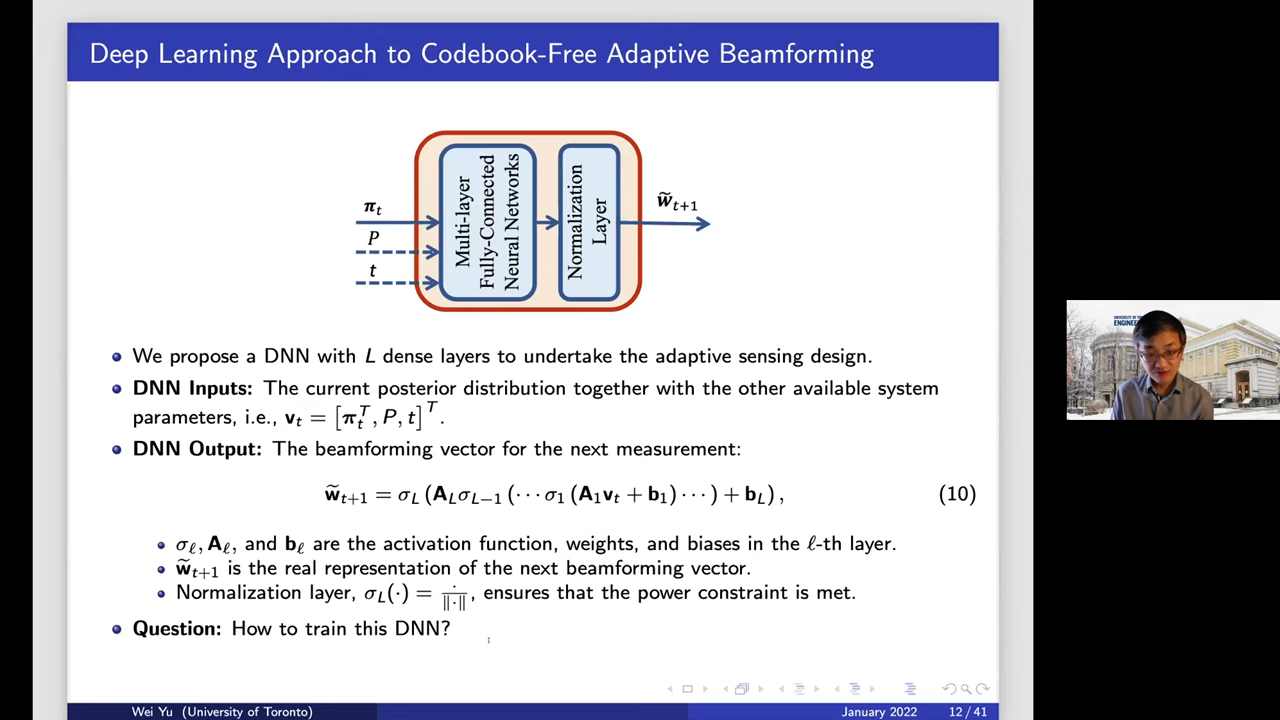 Deep Learning Approach to Codebook-Free Adaptive Beamforming
π_t
P
t
Multi-layer
Fully-Connected
Neural Networks
Normalization
Layer
w̃_{t+1}
We propose a DNN with L dense layers to undertake the adaptive sensing design.
DNN Inputs: The current posterior distribution together with the other available system
parameters, i.e., v_t = [π_t^T, P, t]^T.
DNN Output: The beamforming vector for the next measurement:
w̃_{t+1} = σ_L (A_L σ_{L−1} (··· σ_1 (A_1 v_t + b_1) ···) + b_L), (10)
σ_ℓ, A_ℓ, and b_ℓ are the activation function, weights, and biases in the ℓ-th layer.
w̃_{t+1} is the real representation of the next beamforming vector.
Normalization layer, σ_L(·) = ·/‖·‖, ensures that the power constraint is met.
Question: How to train this DNN?
Wei Yu (University of Toronto) January 2022 12 / 41